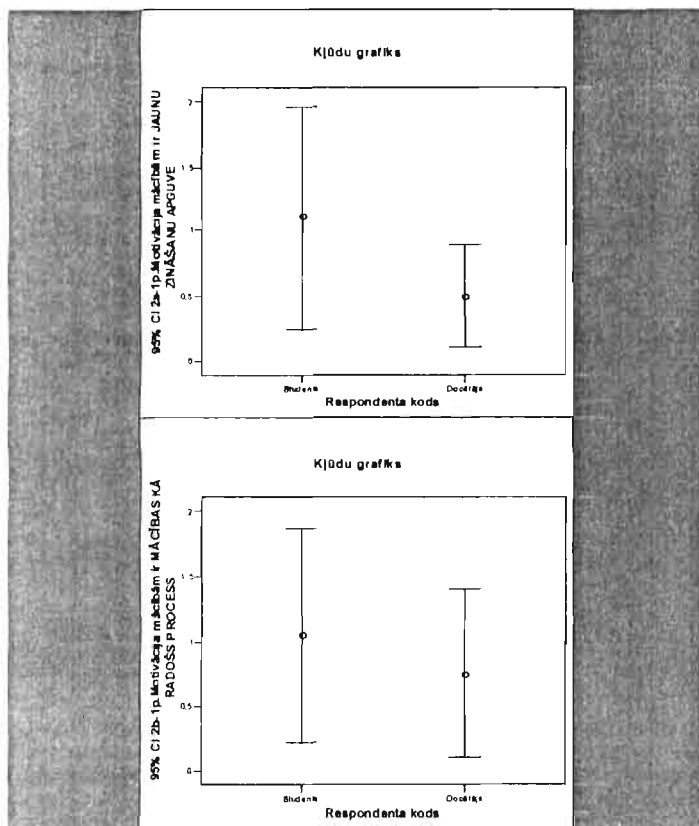 Kļūdu grafiks
95% CI 2a-1p.Motivācija mācībām ir JAUNU
ZINĀŠANU APGUVE
2
1.5
1
0.5
0
Students
Docētājs
Respondenta kods
Kļūdu grafiks
95% CI 2b-1p.Motivācija mācībām ir MĀCĪBAS KĀ
RADOŠS PROCESS
2
1.5
1
0.5
0
Students
Docētājs
Respondenta kods